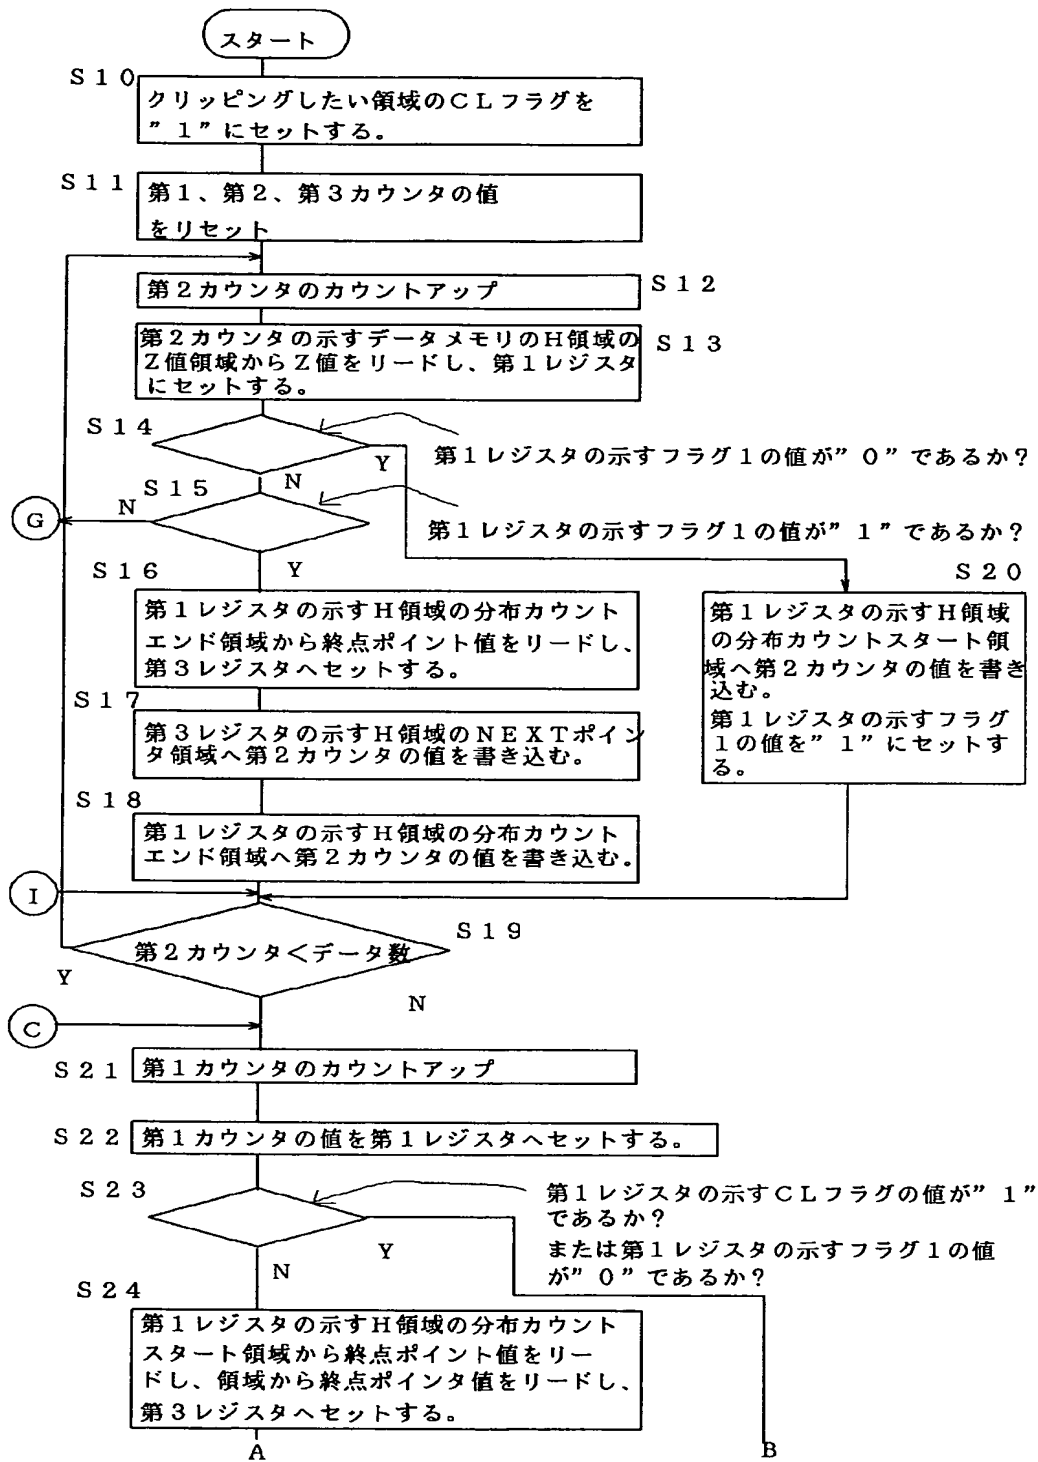 スタート
S10
クリッピングしたい領域のCLフラグを
”1”にセットする。
S11
第1、第2、第3カウンタの値
をリセット
第2カウンタのカウントアップ
S12
第2カウンタの示すデータメモリのH領域の
Z値領域からZ値をリードし、第1レジスタ
にセットする。
S13
S14
Y
第1レジスタの示すフラグ1の値が”0”であるか?
N
S15
N
G
第1レジスタの示すフラグ1の値が”1”であるか?
Y
S16
第1レジスタの示すH領域の分布カウント
エンド領域から終点ポイント値をリードし、
第3レジスタへセットする。
S20
第1レジスタの示すH領域
の分布カウントスタート領
域へ第2カウンタの値を書き
込む。
第1レジスタの示すフラグ
1の値を”1”にセットす
る。
S17
第3レジスタの示すH領域のNEXTポイン
タ領域へ第2カウンタの値を書き込む。
S18
第1レジスタの示すH領域の分布カウント
エンド領域へ第2カウンタの値を書き込む。
I
S19
第2カウンタ<データ数
Y
N
C
S21
第1カウンタのカウントアップ
S22
第1カウンタの値を第1レジスタへセットする。
S23
第1レジスタの示すCLフラグの値が”1”
であるか?
または第1レジスタの示すフラグ1の値
が”0”であるか?
Y
N
S24
第1レジスタの示すH領域の分布カウント
スタート領域から終点ポイント値をリー
ドし、領域から終点ポインタ値をリードし、
第3レジスタへセットする。
A
B